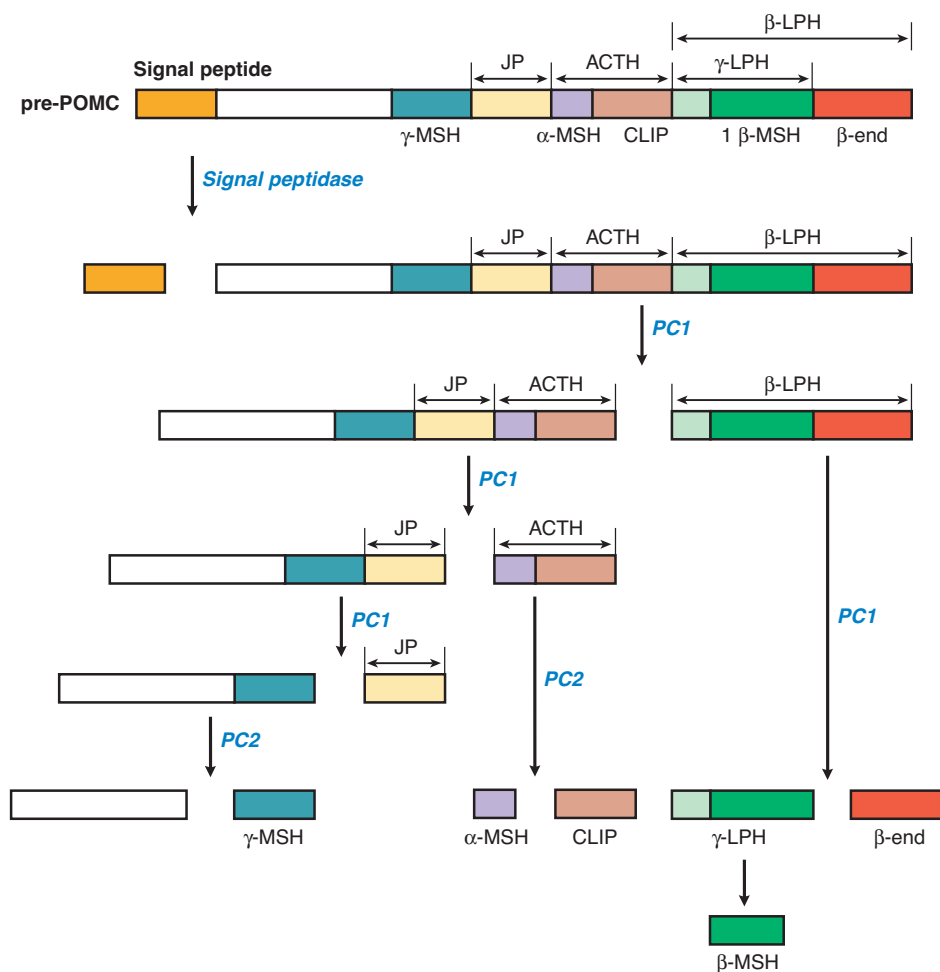 β-LPH
Signal peptide
JP
ACTH
γ-LPH
pre-POMC
γ-MSH
α-MSH
CLIP
1 β-MSH
β-end
Signal peptidase
JP
ACTH
β-LPH
PC1
JP
ACTH
β-LPH
PC1
JP
ACTH
PC1
PC1
JP
PC2
PC2
γ-MSH
α-MSH
CLIP
γ-LPH
β-end
β-MSH